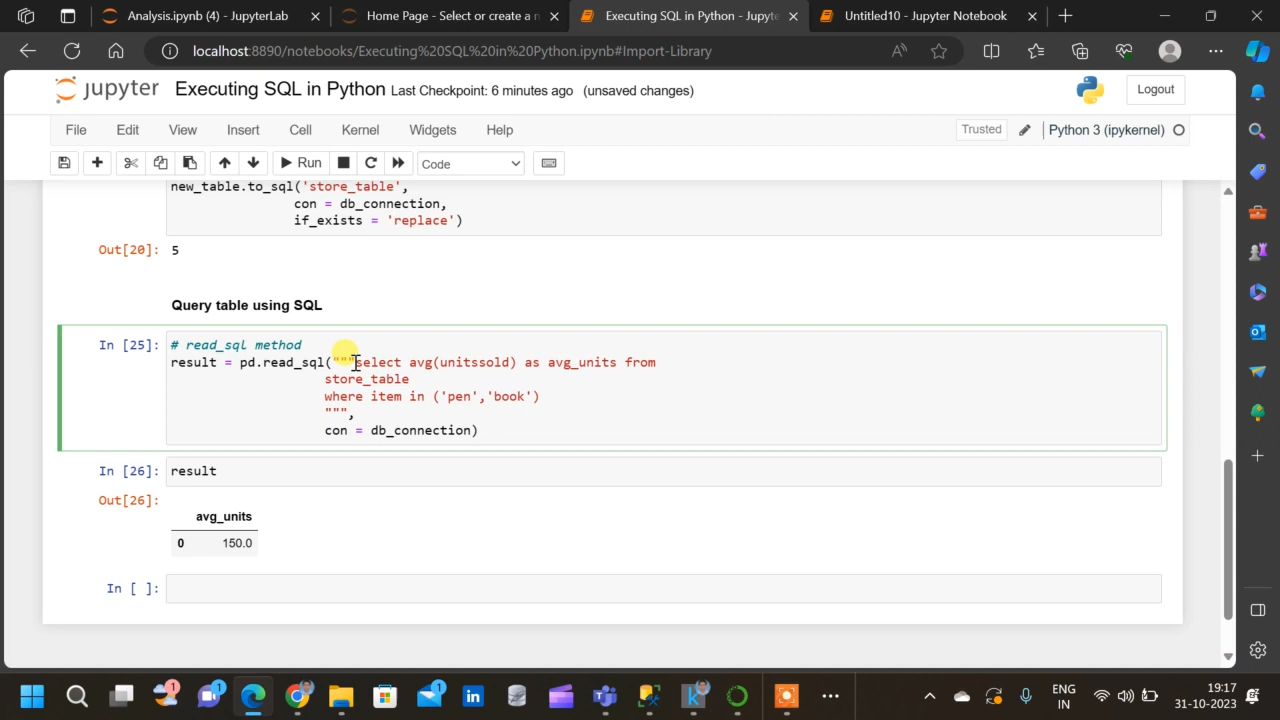 Analysis.ipynb (4) - JupyterLab
Home Page - Select or create a n
Executing SQL in Python - Jupyte
Untitled10 - Jupyter Notebook
localhost:8890/notebooks/Executing%20SQL%20in%20Python.ipynb#Import-Library
jupyter Executing SQL in Python Last Checkpoint: 6 minutes ago (unsaved changes)
Logout
File Edit View Insert Cell Kernel Widgets Help
Trusted
Python 3 (ipykernel)
Run
Code
new_table.to_sql('store_table',
con = db_connection,
if_exists = 'replace')
Out[20]: 5
Query table using SQL
In [25]: # read_sql method
result = pd.read_sql("""select avg(unitssold) as avg_units from
store_table
where item in ('pen','book')
""",
con = db_connection)
In [26]: result
Out[26]:
avg_units
0 150.0
In [ ]:
ENG
IN
19:17
31-10-2023